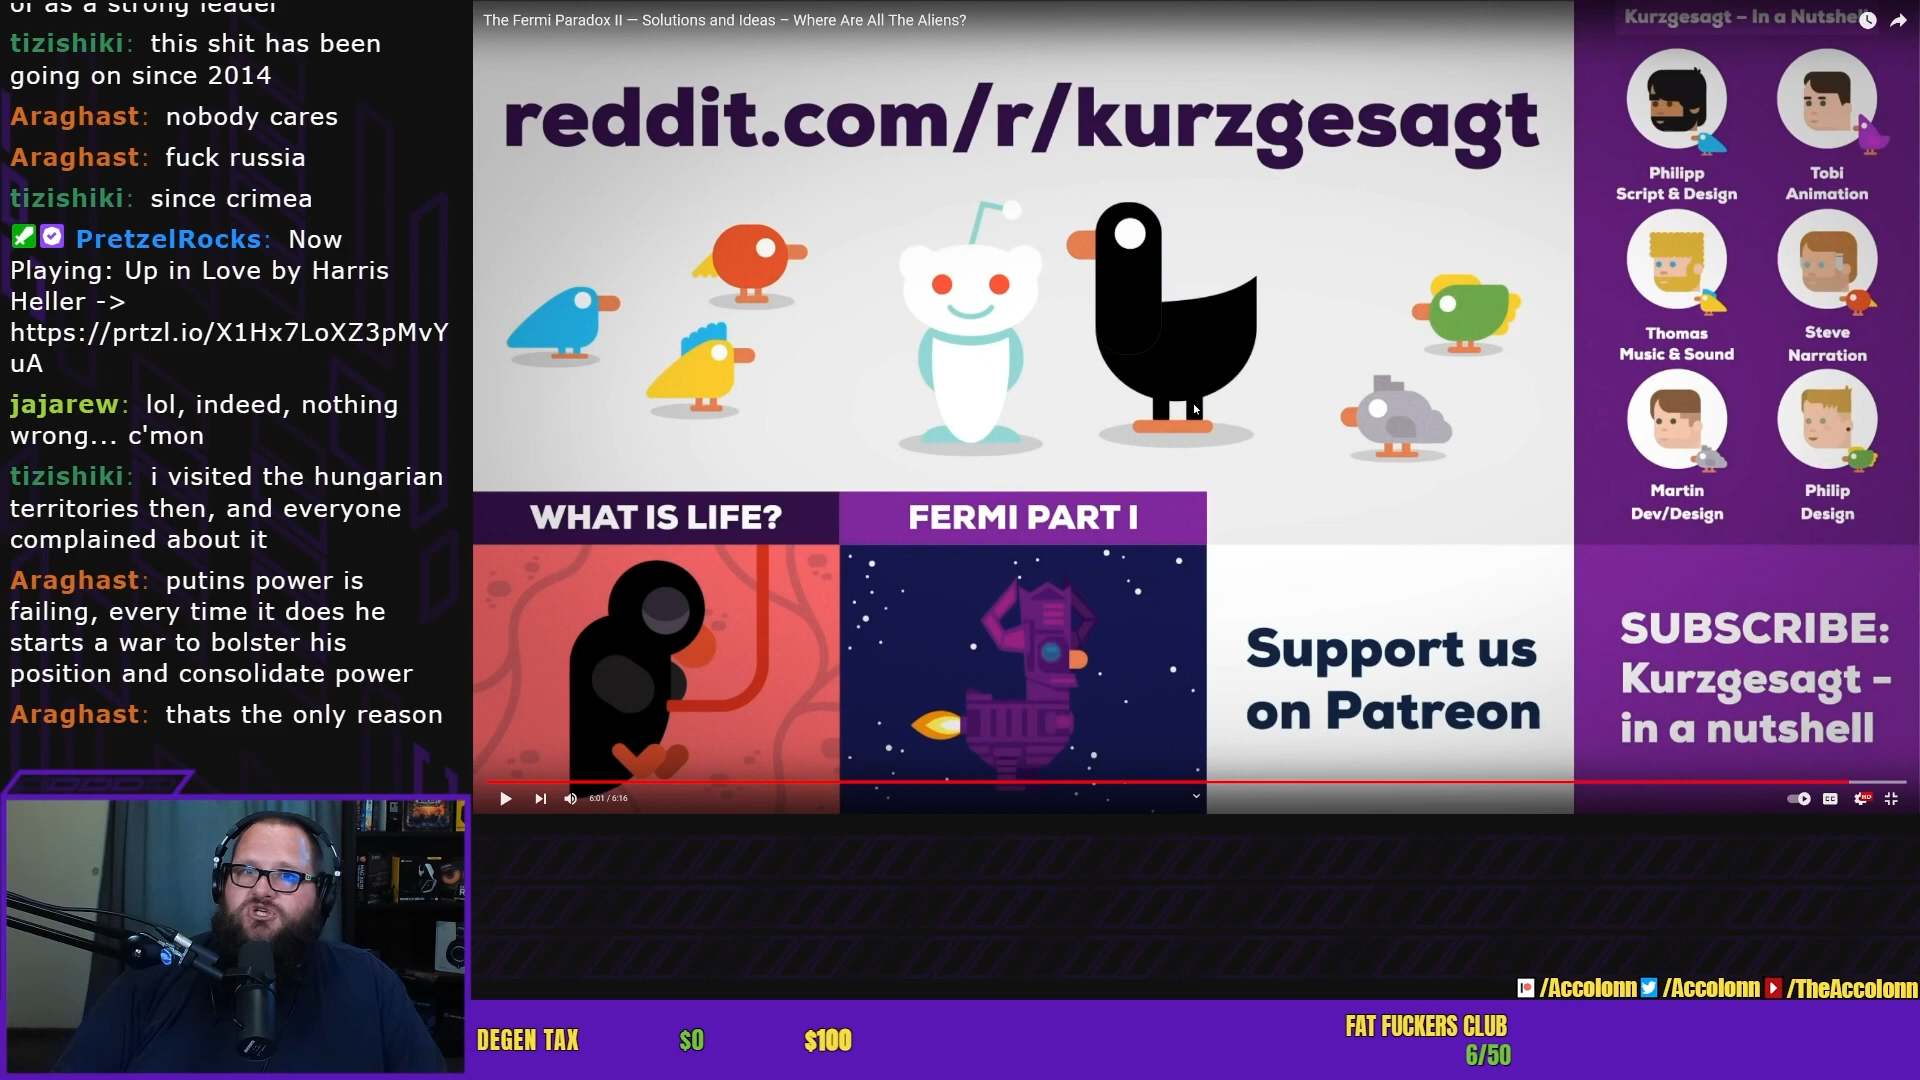 or as a strong leader
tizishiki: this shit has been
going on since 2014
Araghast: nobody cares
Araghast: fuck russia
tizishiki: since crimea
PretzelRocks: Now
Playing: Up in Love by Harris
Heller ->
https://prtzl.io/X1Hx7LoXZ3pMvY
uA
jajarew: lol, indeed, nothing
wrong... c'mon
tizishiki: i visited the hungarian
territories then, and everyone
complained about it
Araghast: putins power is
failing, every time it does he
starts a war to bolster his
position and consolidate power
Araghast: thats the only reason
The Fermi Paradox II — Solutions and Ideas – Where Are All The Aliens?
reddit.com/r/kurzgesagt
Kurzgesagt – In a Nutshell
Philipp
Script & Design
Tobi
Animation
Thomas
Music & Sound
Steve
Narration
Martin
Dev/Design
Philip
Design
WHAT IS LIFE?
FERMI PART I
Support us
on Patreon
SUBSCRIBE:
Kurzgesagt –
in a nutshell
6:01 / 6:16
CC
HD
/Accolonn /Accolonn /TheAccolonn
DEGEN TAX $0 $100
FAT FUCKERS CLUB
6/50